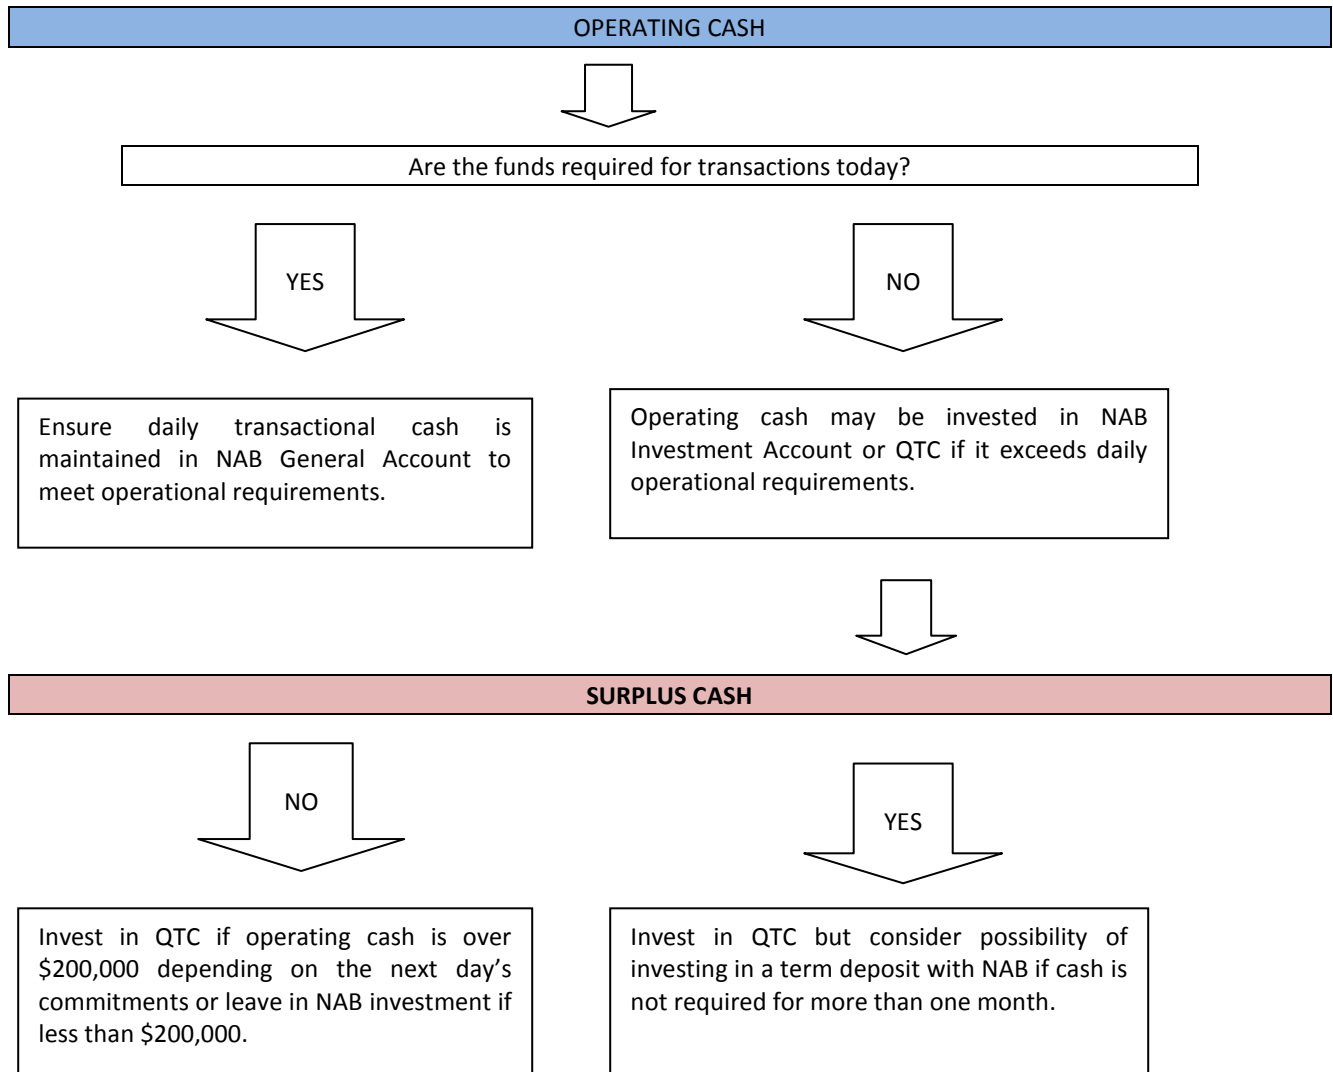 OPERATING CASH
Are the funds required for transactions today?
YES
NO
Ensure daily transactional cash is
maintained in NAB General Account to
meet operational requirements.
Operating cash may be invested in NAB
Investment Account or QTC if it exceeds daily
operational requirements.
SURPLUS CASH
NO
YES
Invest in QTC if operating cash is over
$200,000 depending on the next day’s
commitments or leave in NAB investment if
less than $200,000.
Invest in QTC but consider possibility of
investing in a term deposit with NAB if cash is
not required for more than one month.